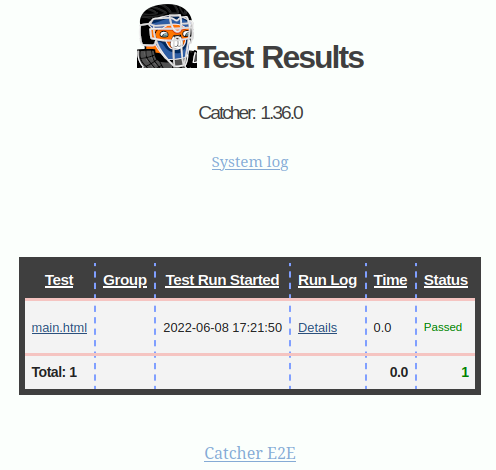 Test Results
Catcher: 1.36.0
System log
Test Group Test Run Started Run Log Time Status
main.html 2022-06-08 17:21:50 Details 0.0 Passed
Total: 1 0.0 1
Catcher E2E